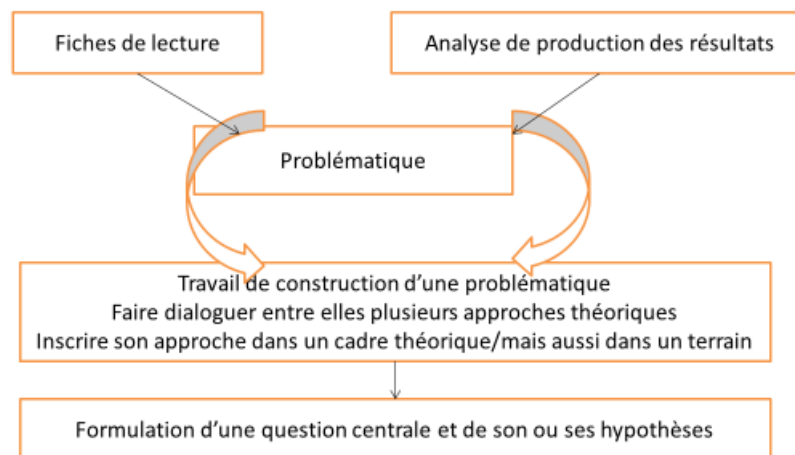 Fiches de lecture
Analyse de production des résultats
Problématique
Travail de construction d’une problématique
Faire dialoguer entre elles plusieurs approches théoriques
Inscrire son approche dans un cadre théorique/mais aussi dans un terrain
Formulation d’une question centrale et de son ou ses hypothèses